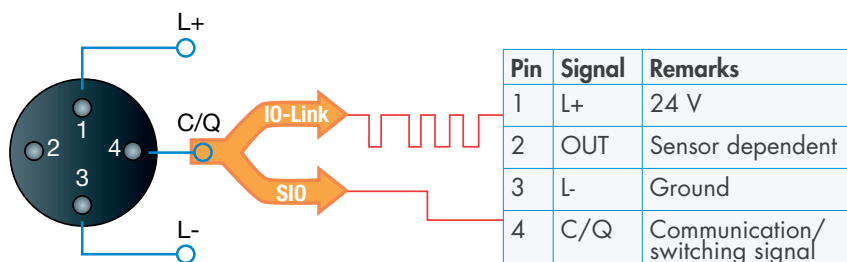 L+
1
2
4
3
C/Q
L-
IO-Link
SIO
Pin Signal Remarks
1 L+ 24 V
2 OUT Sensor dependent
3 L- Ground
4 C/Q Communication/
switching signal